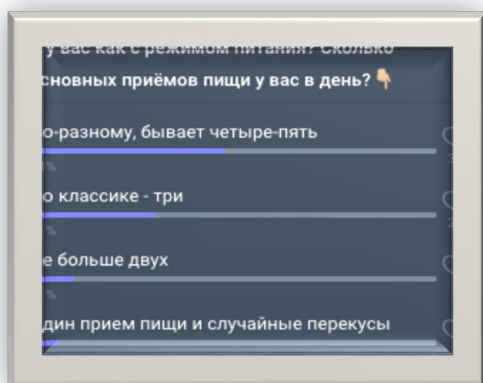 у вас как с режимом питания? Сколько
сновных приёмов пищи у вас в день? 👇🏼
о-разному, бывает четыре-пять
%
о классике - три
%
е больше двух
%
дин прием пищи и случайные перекусы